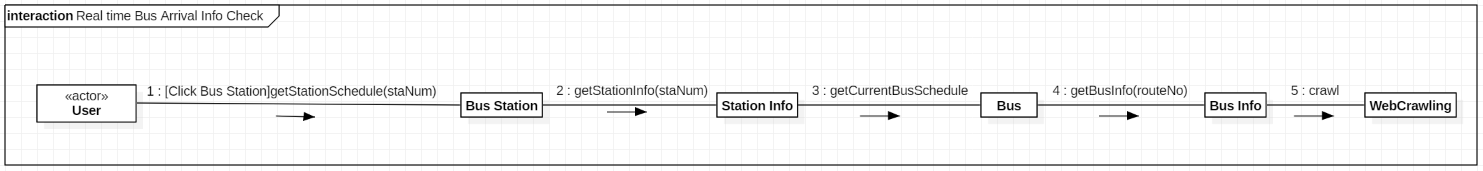 interaction Real time Bus Arrival Info Check
«actor»
User
1 : [Click Bus Station]getStationSchedule(staNum)
Bus Station
2 : getStationInfo(staNum)
Station Info
3 : getCurrentBusSchedule
Bus
4 : getBusInfo(routeNo)
Bus Info
5 : crawl
WebCrawling